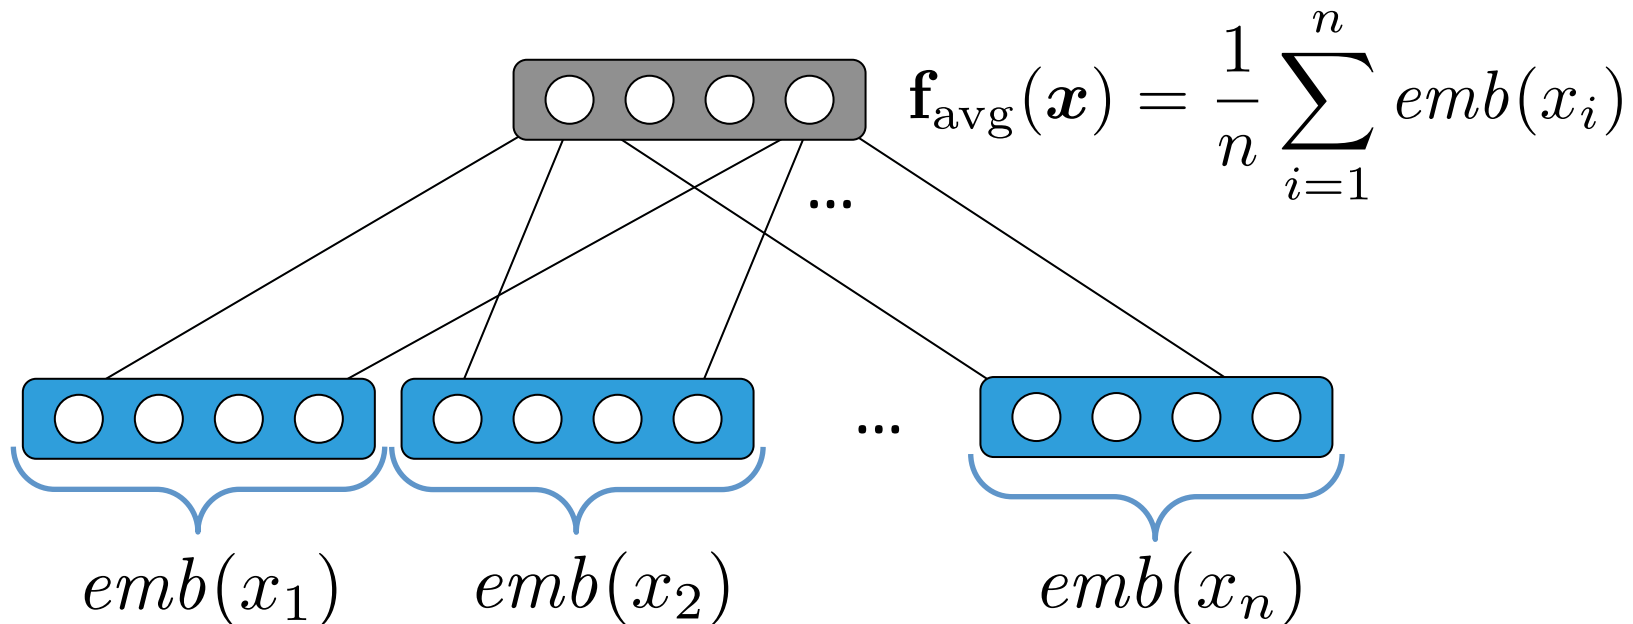 f_avg(x) = 1/n ∑_{i=1}^{n} emb(x_i)
...
...
emb(x_1) emb(x_2) emb(x_n)